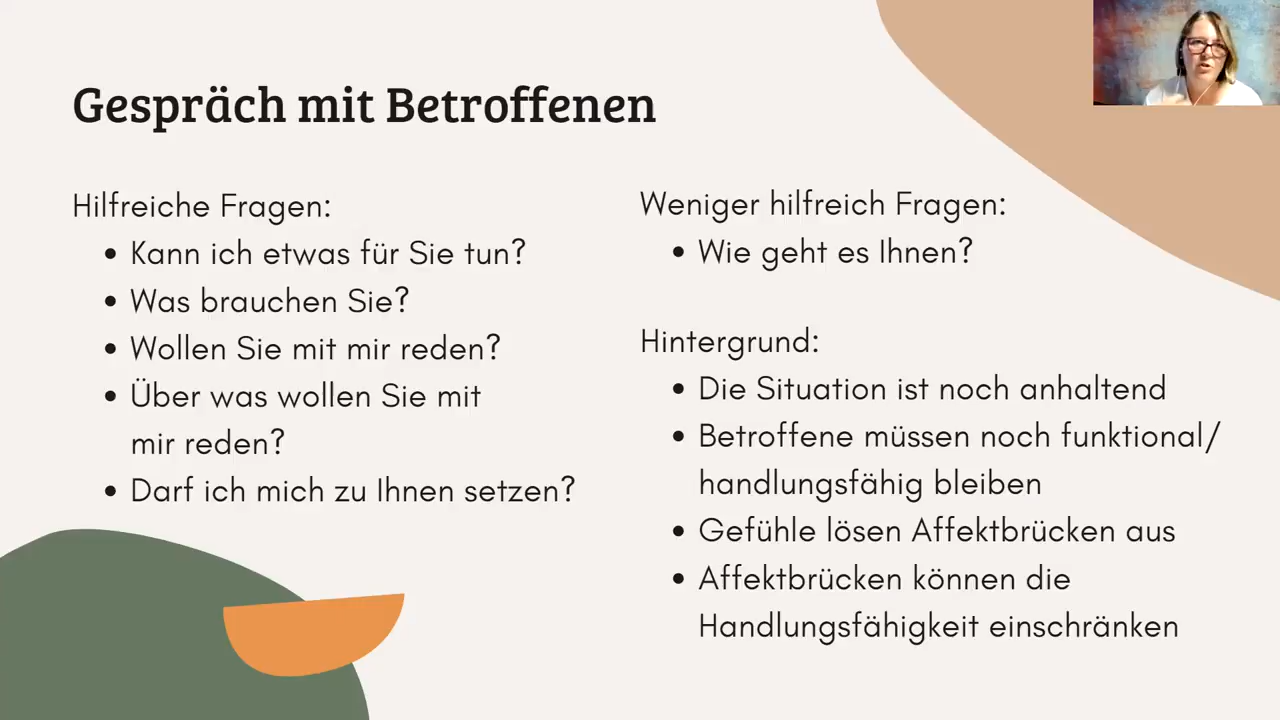 Gespräch mit Betroffenen
Hilfreiche Fragen:
• Kann ich etwas für Sie tun?
• Was brauchen Sie?
• Wollen Sie mit mir reden?
• Über was wollen Sie mit
mir reden?
• Darf ich mich zu Ihnen setzen?
Weniger hilfreich Fragen:
• Wie geht es Ihnen?
Hintergrund:
• Die Situation ist noch anhaltend
• Betroffene müssen noch funktional/
handlungsfähig bleiben
• Gefühle lösen Affektbrücken aus
• Affektbrücken können die
Handlungsfähigkeit einschränken